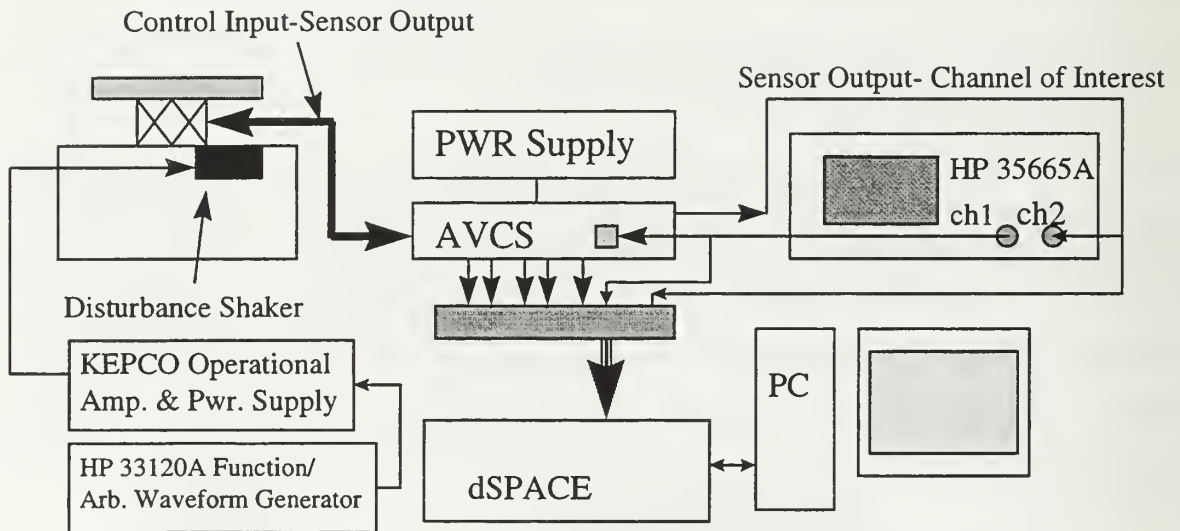 Control Input-Sensor Output
Sensor Output- Channel of Interest
PWR Supply
HP 35665A
ch1 ch2
AVCS
Disturbance Shaker
KEPCO Operational
Amp. & Pwr. Supply
PC
HP 33120A Function/
Arb. Waveform Generator
dSPACE